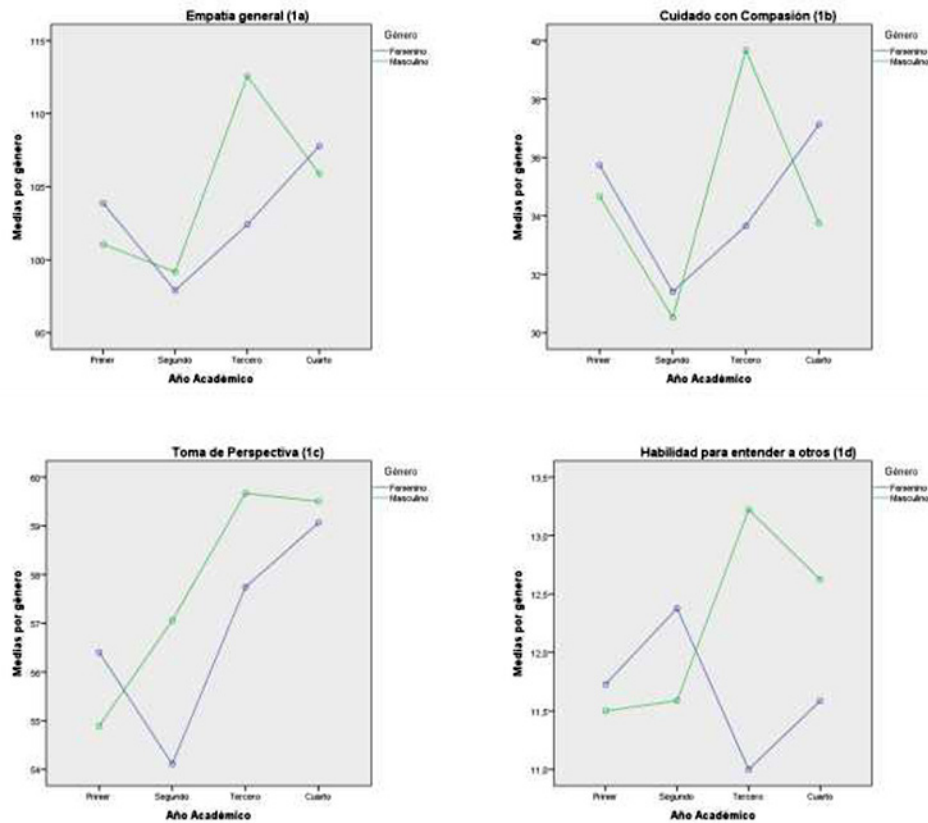 Empatía general (1a)
Género
Femenino
Masculino
115
110
105
100
95
Medias por género
Primer Segundo Tercero Cuarto
Año Académico
Cuidado con Compasión (1b)
Género
Femenino
Masculino
40
38
36
34
32
30
Medias por género
Primer Segundo Tercero Cuarto
Año Académico
Toma de Perspectiva (1c)
Género
Femenino
Masculino
60
59
58
57
56
55
54
Medias por género
Primer Segundo Tercero Cuarto
Año Académico
Habilidad para entender a otros (1d)
Género
Femenino
Masculino
13,5
13,0
12,5
12,0
11,5
11,0
Medias por género
Primer Segundo Tercero Cuarto
Año Académico